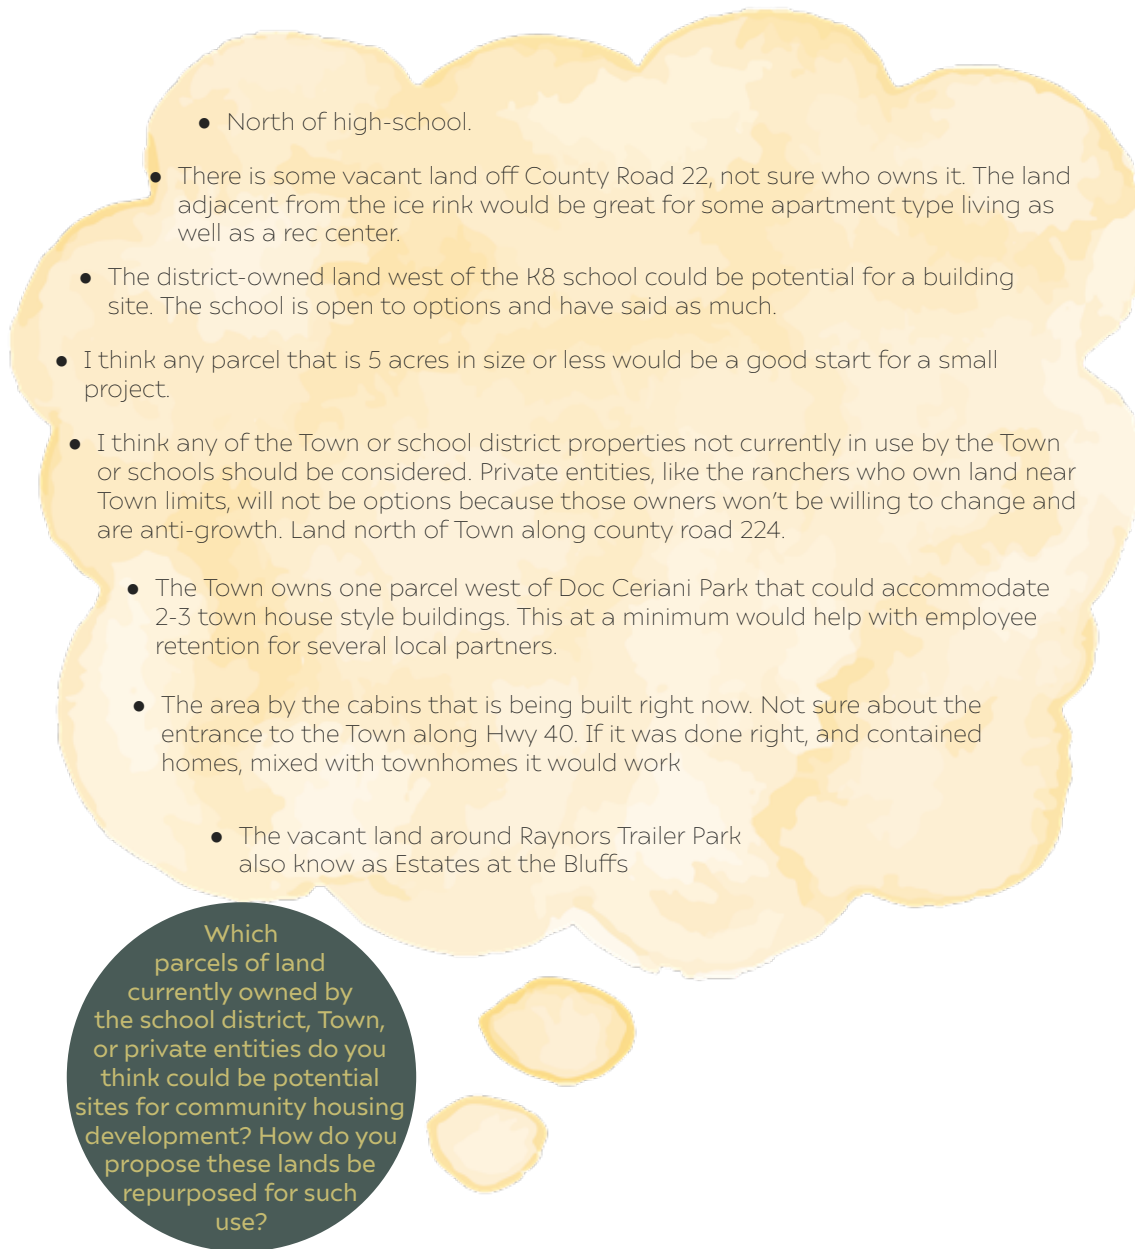 ● North of high-school.
● There is some vacant land off County Road 22, not sure who owns it. The land
adjacent from the ice rink would be great for some apartment type living as
well as a rec center.
● The district-owned land west of the K8 school could be potential for a building
site. The school is open to options and have said as much.
● I think any parcel that is 5 acres in size or less would be a good start for a small
project.
● I think any of the Town or school district properties not currently in use by the Town
or schools should be considered. Private entities, like the ranchers who own land near
Town limits, will not be options because those owners won't be willing to change and
are anti-growth. Land north of Town along county road 224.
● The Town owns one parcel west of Doc Ceriani Park that could accommodate
2-3 town house style buildings. This at a minimum would help with employee
retention for several local partners.
● The area by the cabins that is being built right now. Not sure about the
entrance to the Town along Hwy 40. If it was done right, and contained
homes, mixed with townhomes it would work
● The vacant land around Raynors Trailer Park
also know as Estates at the Bluffs
Which
parcels of land
currently owned by
the school district, Town,
or private entities do you
think could be potential
sites for community housing
development? How do you
propose these lands be
repurposed for such
use?